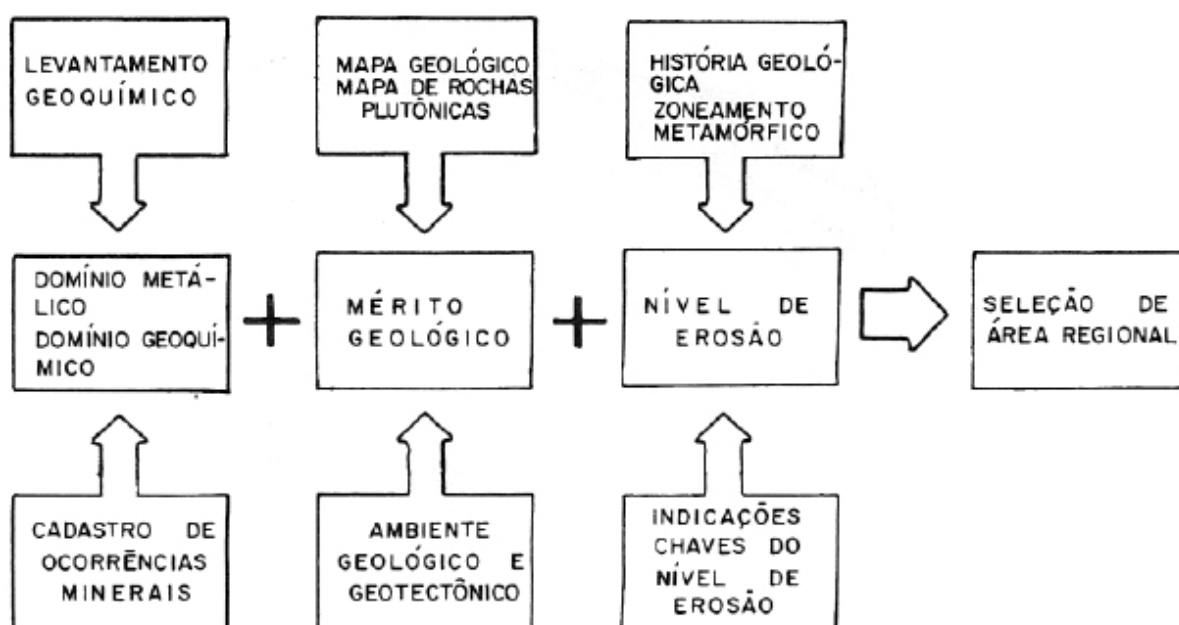 LEVANTAMENTO
GEOQUÍMICO
MAPA GEOLÓGICO
MAPA DE ROCHAS
PLUTÔNICAS
HISTÓRIA GEOLÓ-
GICA
ZONEAMENTO
METAMÓRFICO
DOMÍNIO METÁ-
LICO
DOMÍNIO GEOQUÍ-
MICO
+
MÉRITO
GEOLÓGICO
+
NÍVEL DE
EROSÃO
SELEÇÃO DE
ÁREA REGIONAL
CADASTRO DE
OCORRÊNCIAS
MINERAIS
AMBIENTE
GEOLÓGICO E
GEOTECTÔNICO
INDICAÇÕES
CHAVES DO
NÍVEL DE
EROSÃO